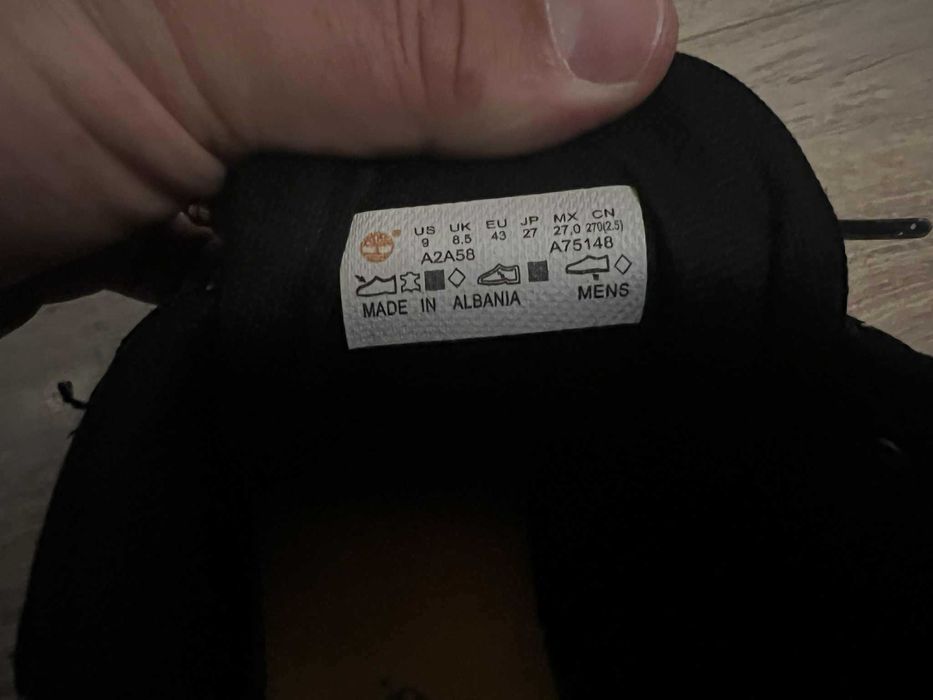 US UK EU JP MX CN
9 8.5 43 27 27,0 270(2.5)
A2A58 A75148
MADE IN ALBANIA MENS